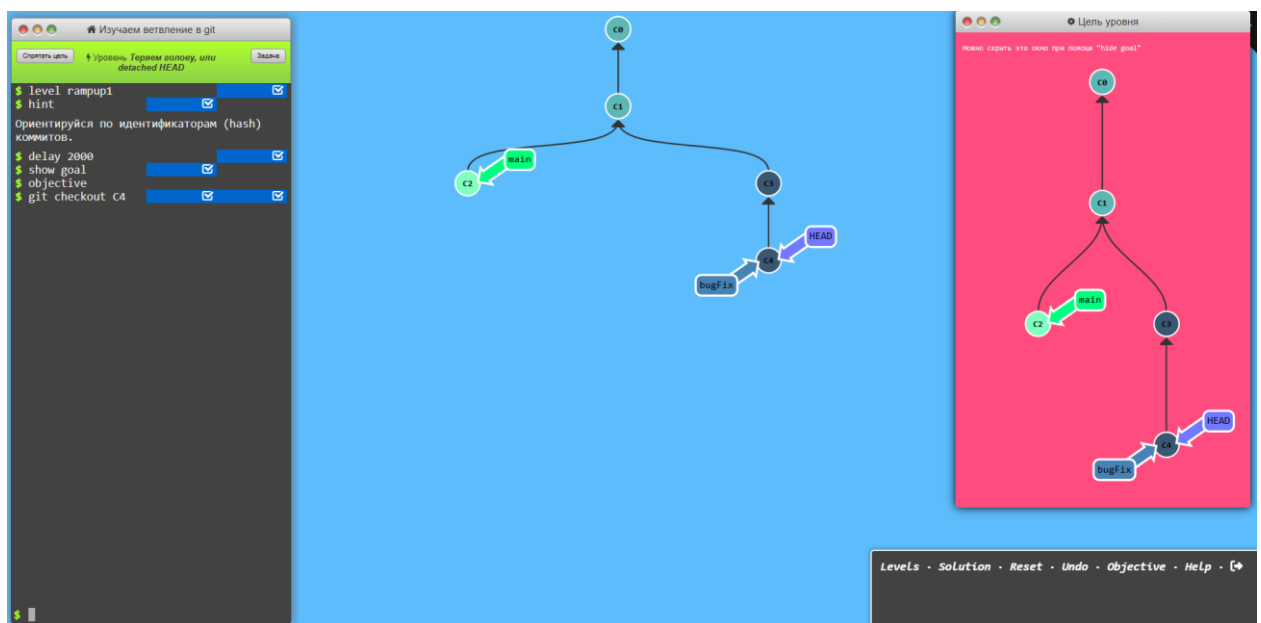 Изучаем ветвление в git
Спрятать цель
Уровень Теряем голову, или
detached HEAD
Задача
$ level rampup1
$ hint
Ориентируйся по идентификаторам (hash)
коммитов.
$ delay 2000
$ show goal
$ objective
$ git checkout C4
$
C0
C1
main
C2
C3
HEAD
C4
bugFix
Цель уровня
Можно скрыть это окно при помощи "hide goal"
C0
C1
main
C2
C3
HEAD
C4
bugFix
Levels · Solution · Reset · Undo · Objective · Help ·